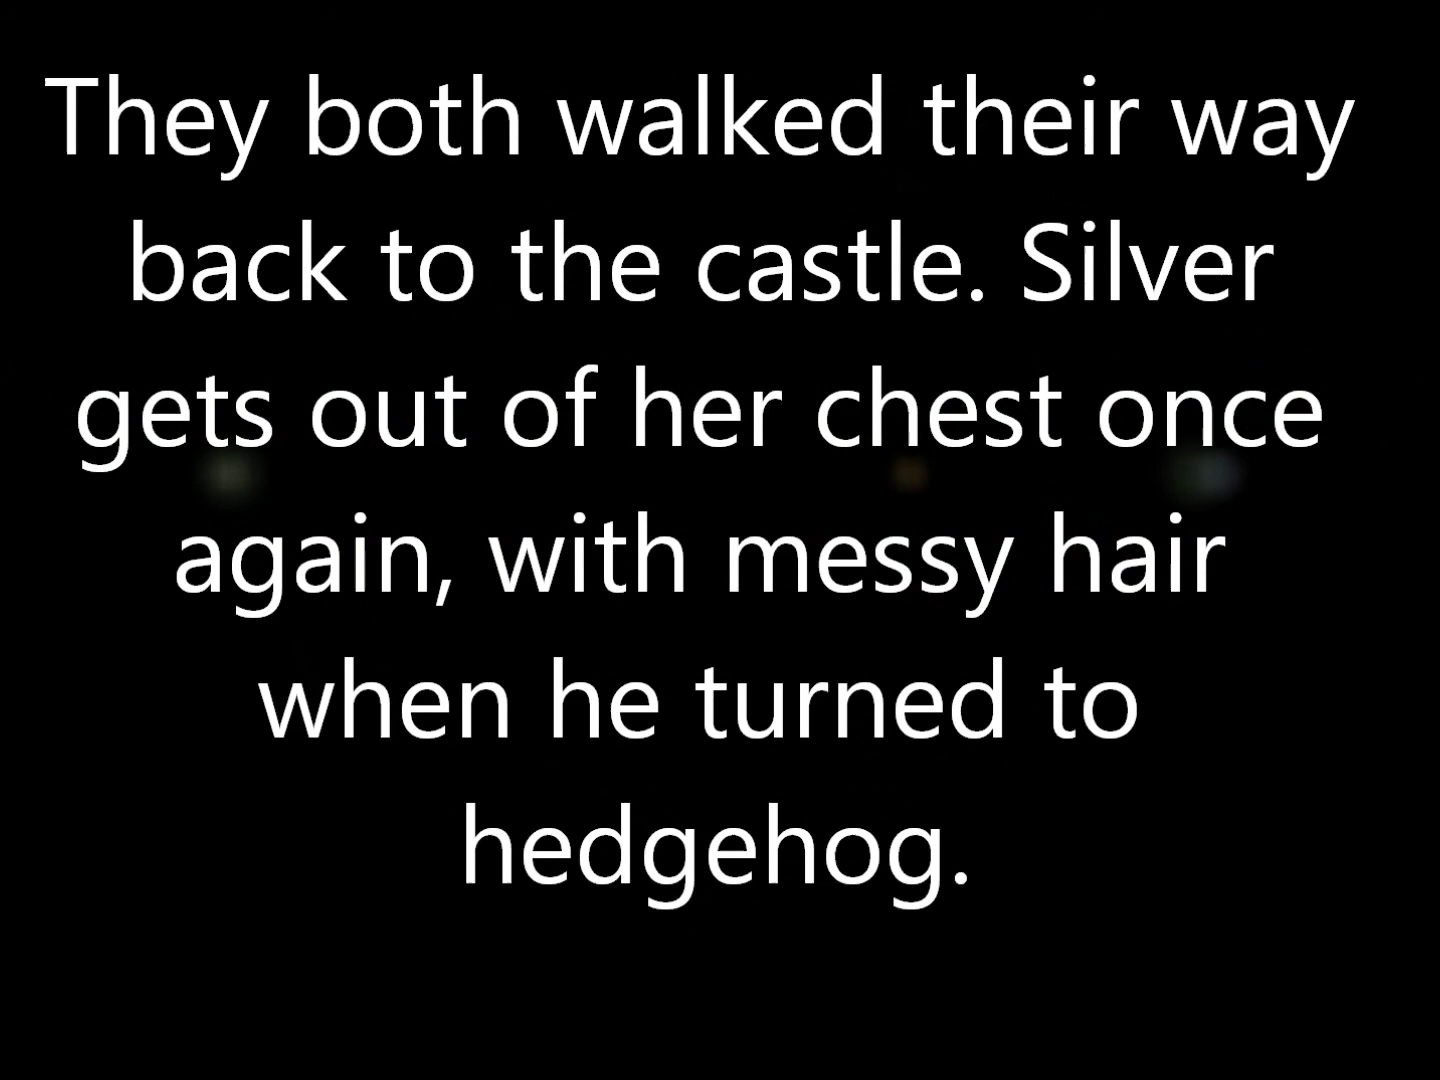 They both walked their way
back to the castle. Silver
gets out of her chest once
again, with messy hair
when he turned to
hedgehog.